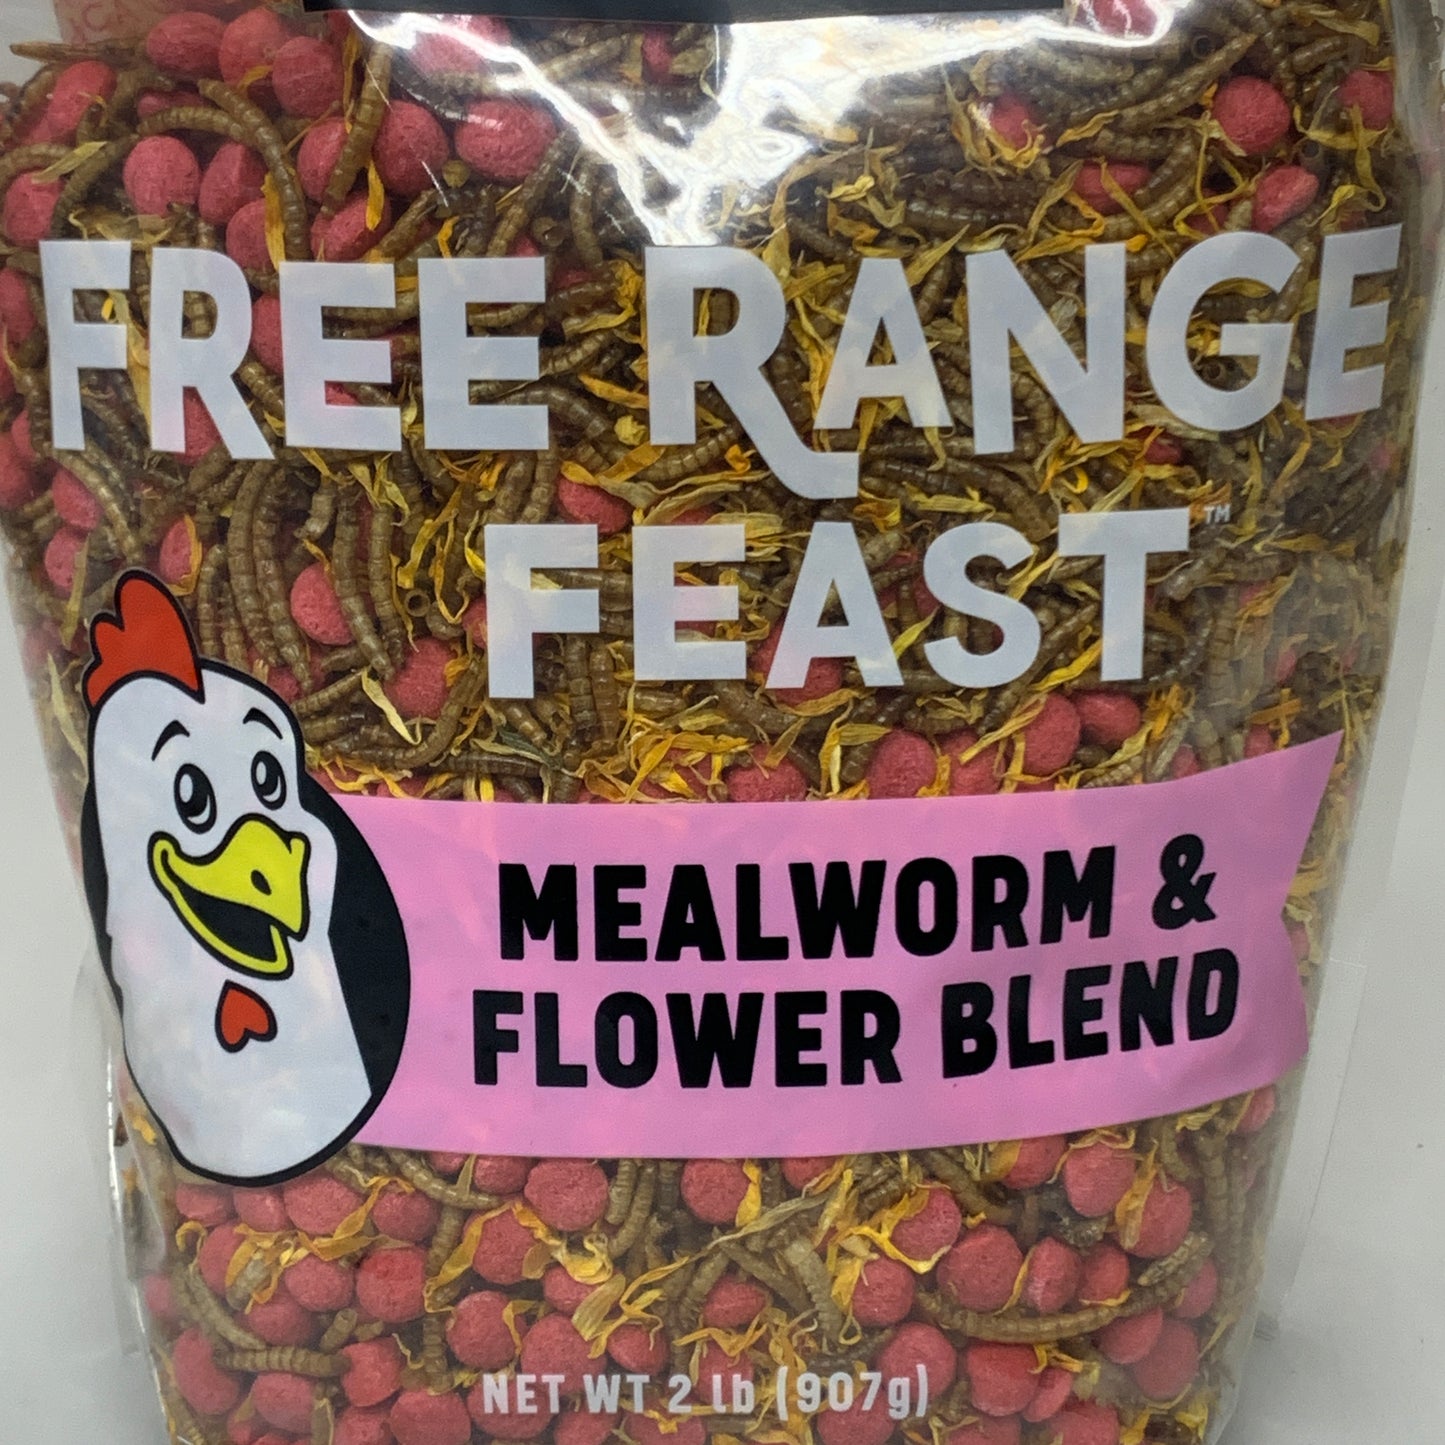 FREE RANGE
FEAST™
MEALWORM &
FLOWER BLEND
NET WT 2 lb (907g)